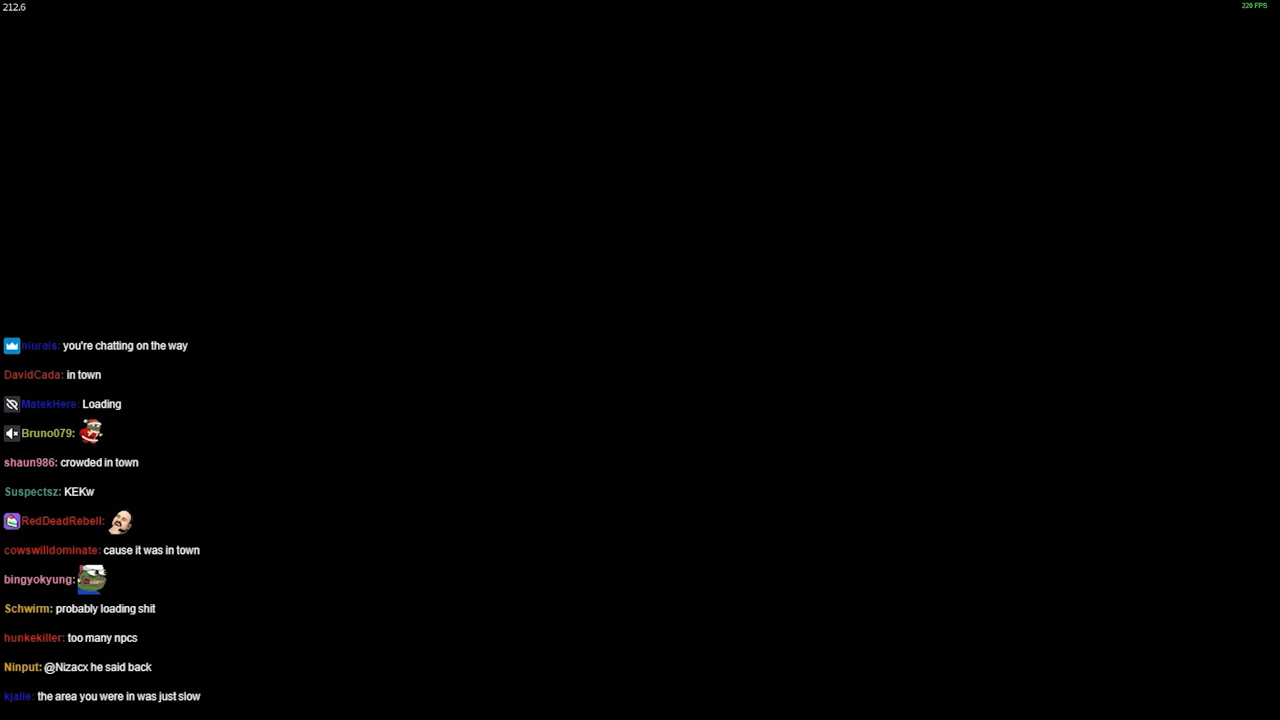 212.6
220 FPS
niurais: you're chatting on the way
DavidCada: in town
MatekHere: Loading
Bruno079:
shaun986: crowded in town
Suspectsz: KEKw
RedDeadRebell:
cowswilldominate: cause it was in town
bingyokyung:
Schwirm: probably loading shit
hunkekiller: too many npcs
Ninput: @Nizacx he said back
kjalle: the area you were in was just slow